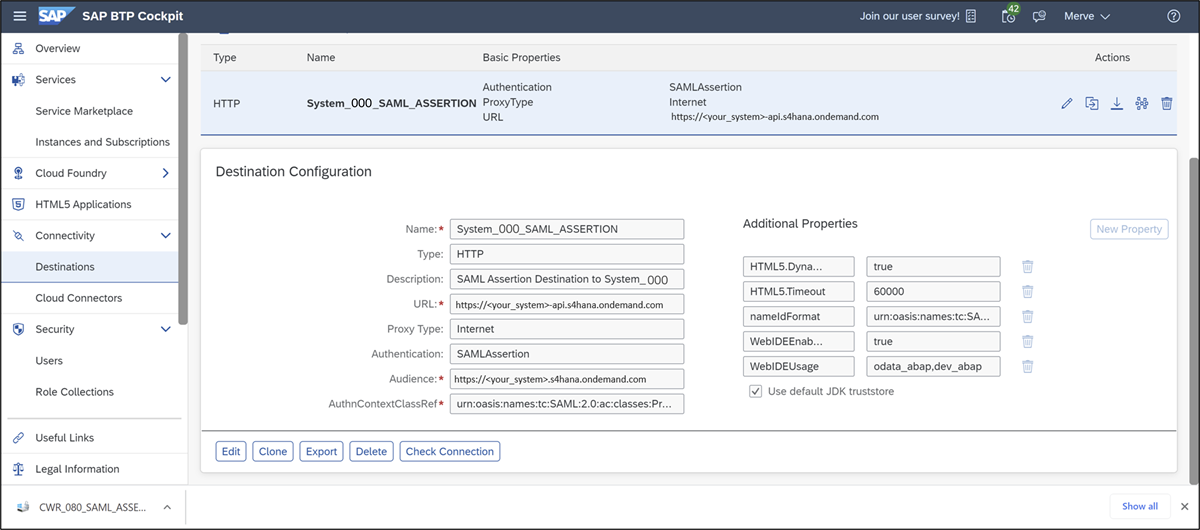 SAP SAP BTP Cockpit Join our user survey! 42 Merve
Overview
Services
Service Marketplace
Instances and Subscriptions
Cloud Foundry
HTML5 Applications
Connectivity
Destinations
Cloud Connectors
Security
Users
Role Collections
Useful Links
Legal Information
Type Name Basic Properties Actions
HTTP System_000_SAML_ASSERTION
Authentication SAMLAssertion
ProxyType Internet
URL https://<your_system>-api.s4hana.ondemand.com
Destination Configuration
Name:* System_000_SAML_ASSERTION
Type: HTTP
Description: SAML Assertion Destination to System_000
URL:* https://<your_system>-api.s4hana.ondemand.com
Proxy Type: Internet
Authentication: SAMLAssertion
Audience:* https://<your_system>.s4hana.ondemand.com
AuthnContextClassRef* urn:oasis:names:tc:SAML:2.0:ac:classes:Pr...
Additional Properties New Property
HTML5.Dyna... true
HTML5.Timeout 60000
nameIdFormat urn:oasis:names:tc:SA...
WebIDEEnab... true
WebIDEUsage odata_abap,dev_abap
Use default JDK truststore
Edit Clone Export Delete Check Connection
CWR_080_SAML_ASSE... Show all